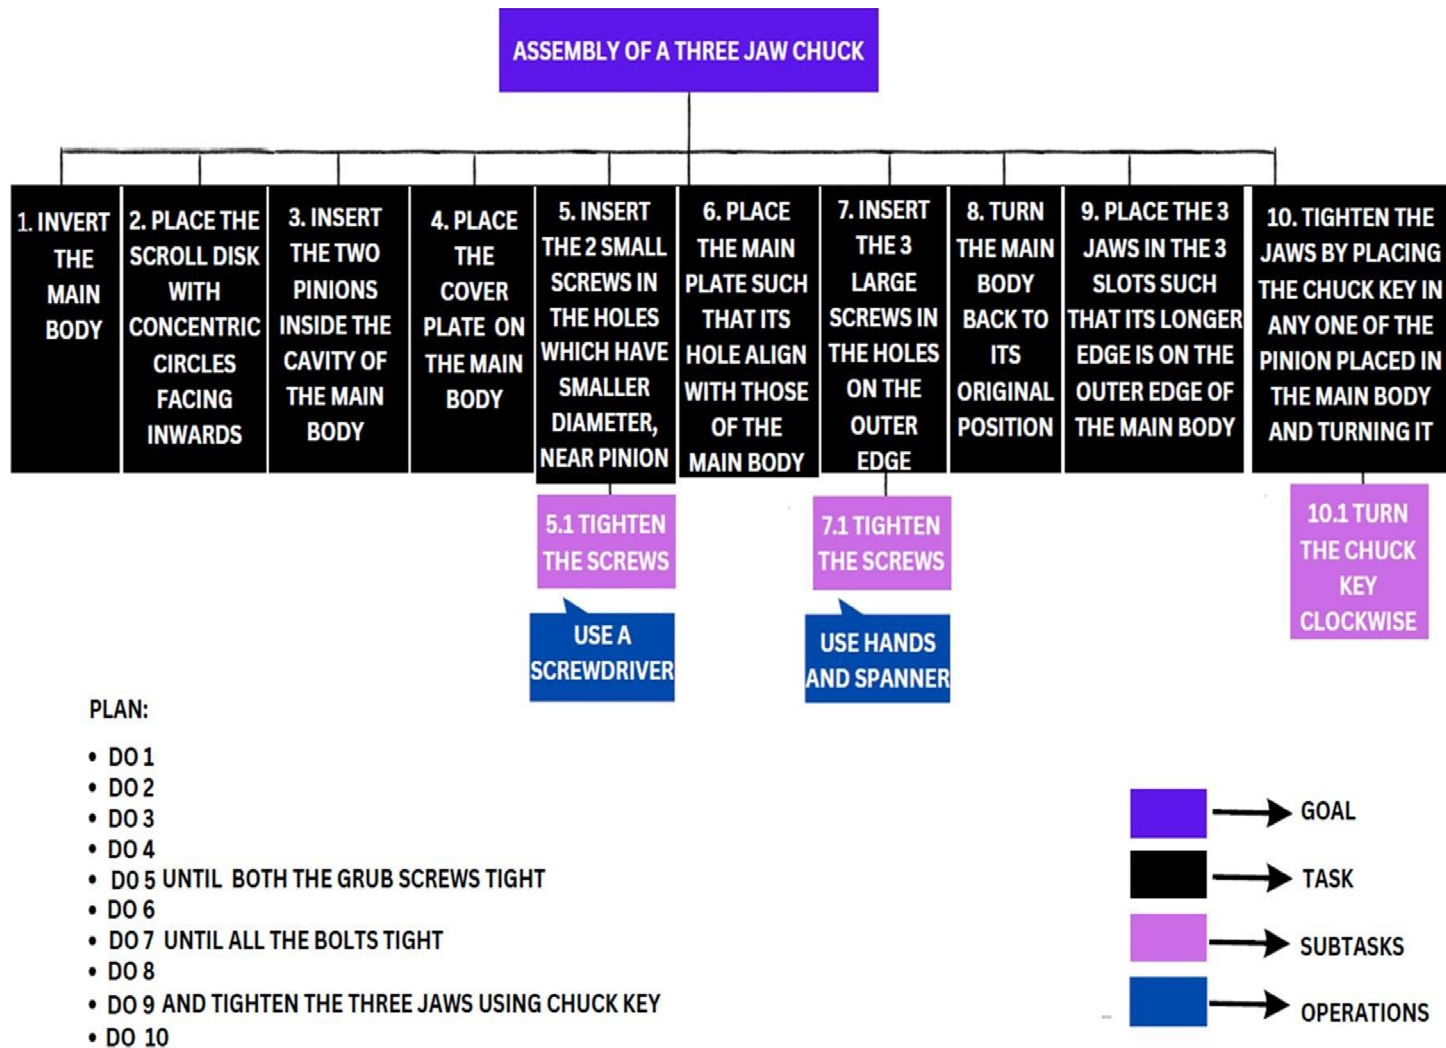 ASSEMBLY OF A THREE JAW CHUCK
1. INVERT
THE
MAIN
BODY
2. PLACE THE
SCROLL DISK
WITH
CONCENTRIC
CIRCLES
FACING
INWARDS
3. INSERT
THE TWO
PINIONS
INSIDE THE
CAVITY OF
THE MAIN
BODY
4. PLACE
THE
COVER
PLATE ON
THE MAIN
BODY
5. INSERT
THE 2 SMALL
SCREWS IN
THE HOLES
WHICH HAVE
SMALLER
DIAMETER,
NEAR PINION
6. PLACE
THE MAIN
PLATE SUCH
THAT ITS
HOLE ALIGN
WITH THOSE
OF THE
MAIN BODY
7. INSERT
THE 3
LARGE
SCREWS IN
THE HOLES
ON THE
OUTER
EDGE
8. TURN
THE MAIN
BODY
BACK TO
ITS
ORIGINAL
POSITION
9. PLACE THE 3
JAWS IN THE 3
SLOTS SUCH
THAT ITS LONGER
EDGE IS ON THE
OUTER EDGE OF
THE MAIN BODY
10. TIGHTEN THE
JAWS BY PLACING
THE CHUCK KEY IN
ANY ONE OF THE
PINION PLACED IN
THE MAIN BODY
AND TURNING IT
5.1 TIGHTEN
THE SCREWS
7.1 TIGHTEN
THE SCREWS
10.1 TURN
THE CHUCK
KEY
CLOCKWISE
USE A
SCREWDRIVER
USE HANDS
AND SPANNER
PLAN:
• DO 1
• DO 2
• DO 3
• DO 4
• DO 5 UNTIL BOTH THE GRUB SCREWS TIGHT
• DO 6
• DO 7 UNTIL ALL THE BOLTS TIGHT
• DO 8
• DO 9 AND TIGHTEN THE THREE JAWS USING CHUCK KEY
• DO 10
GOAL
TASK
SUBTASKS
OPERATIONS